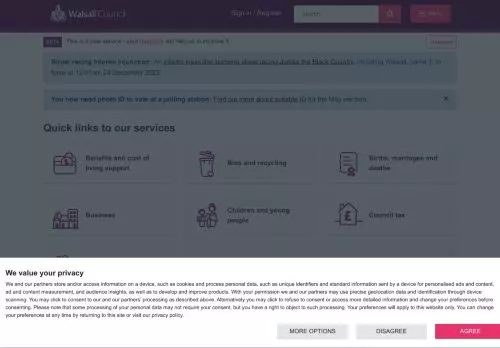 Walsall Council
Sign in / Register
Search
Menu
BETA
This is a new service - your feedback will help us to improve it
Street racing interim injunction: An interim injunction outlaws street racing across the Black Country, including Walsall, came in to
force at 12:01am 24 December 2022
You now need photo ID to vote at a polling station: Find out more about suitable ID for the May elections.
Quick links to our services
Benefits and cost of
living support
Bins and recycling
Births, marriages and
deaths
Business
Children and young
people
Council tax
We value your privacy
We and our partners store and/or access information on a device, such as cookies and process personal data, such as unique identifiers and standard information sent by a device for personalised ads and content,
ad and content measurement, and audience insights, as well as to develop and improve products. With your permission we and our partners may use precise geolocation data and identification through device
scanning. You may click to consent to our and our partners' processing as described above. Alternatively you may click to refuse to consent or access more detailed information and change your preferences before
consenting. Please note that some processing of your personal data may not require your consent, but you have a right to object to such processing. Your preferences will apply to this website only. You can change
your preferences at any time by returning to this site or visit our privacy policy.
MORE OPTIONS
DISAGREE
AGREE